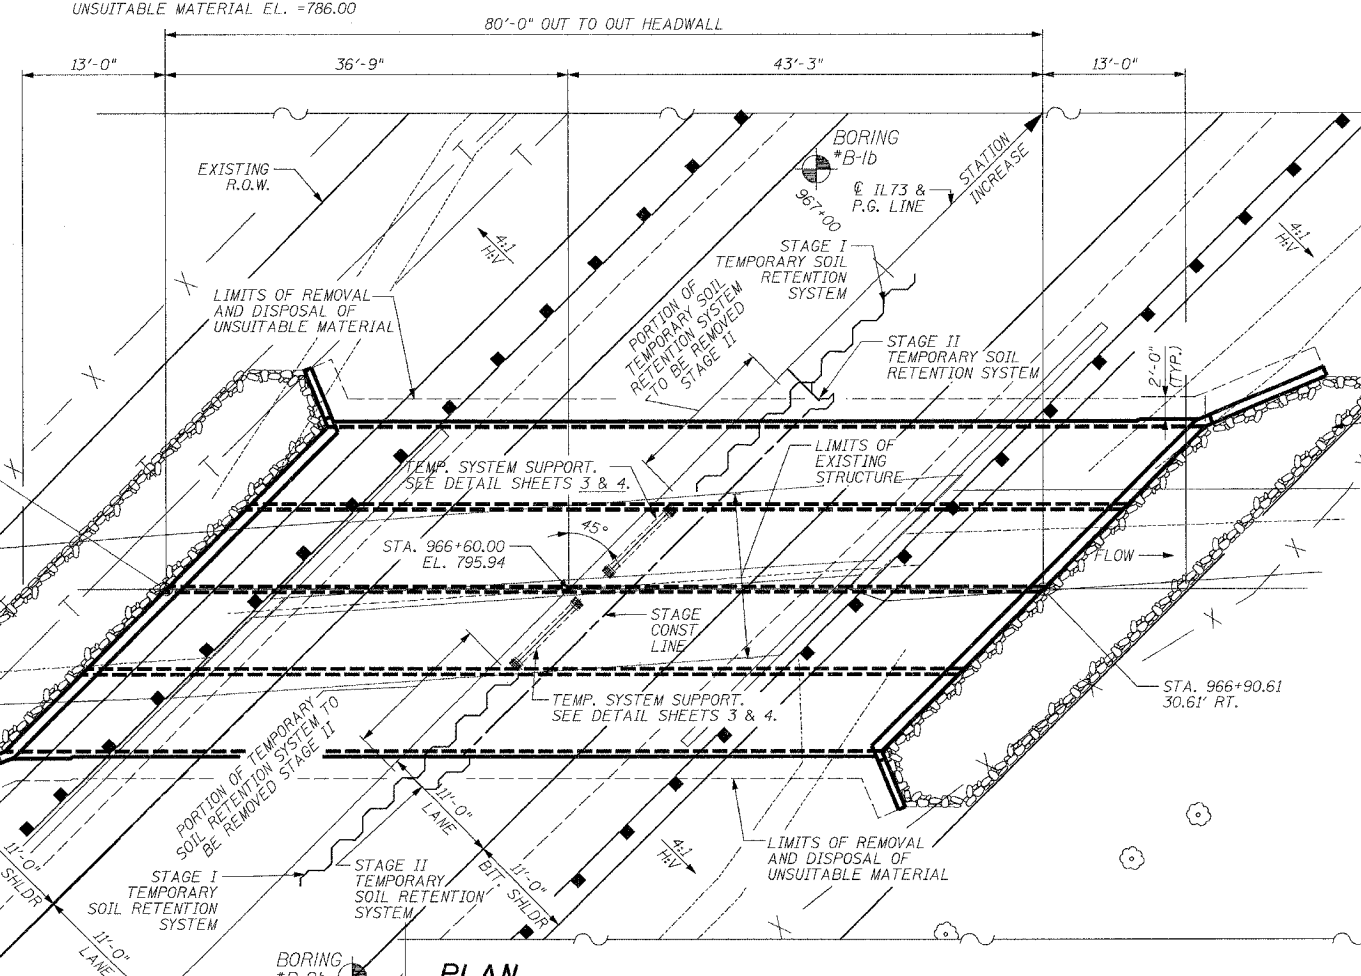 UNSUITABLE MATERIAL EL. =786.00
80'-0" OUT TO OUT HEADWALL
13'-0"
36'-9"
43'-3"
13'-0"
BORING
#B-1b
967+00
STATION
INCREASE
EXISTING
R.O.W.
℄ IL73 &
P.G. LINE
4:1
H:V
4:1
H:V
STAGE I
TEMPORARY SOIL
RETENTION
SYSTEM
LIMITS OF REMOVAL
AND DISPOSAL OF
UNSUITABLE MATERIAL
PORTION OF
TEMPORARY SOIL
RETENTION SYSTEM
TO BE REMOVED
STAGE II
STAGE II
TEMPORARY SOIL
RETENTION SYSTEM
2'-0"
(TYP.)
LIMITS OF
EXISTING
STRUCTURE
TEMP. SYSTEM SUPPORT.
SEE DETAIL SHEETS 3 & 4.
45°
STA. 966+60.00
EL. 795.94
FLOW
STAGE
CONST.
LINE
TEMP. SYSTEM SUPPORT.
SEE DETAIL SHEETS 3 & 4.
STA. 966+90.61
30.61' RT.
PORTION OF TEMPORARY
SOIL RETENTION SYSTEM TO
BE REMOVED STAGE II
11'-0"
LANE
11'-0"
BIT. SHLDR
4:1
H:V
LIMITS OF REMOVAL
AND DISPOSAL OF
UNSUITABLE MATERIAL
11'-0"
SHLDR
11'-0"
LANE
STAGE I
TEMPORARY
SOIL RETENTION
SYSTEM
STAGE II
TEMPORARY
SOIL RETENTION
SYSTEM
BORING
PLAN